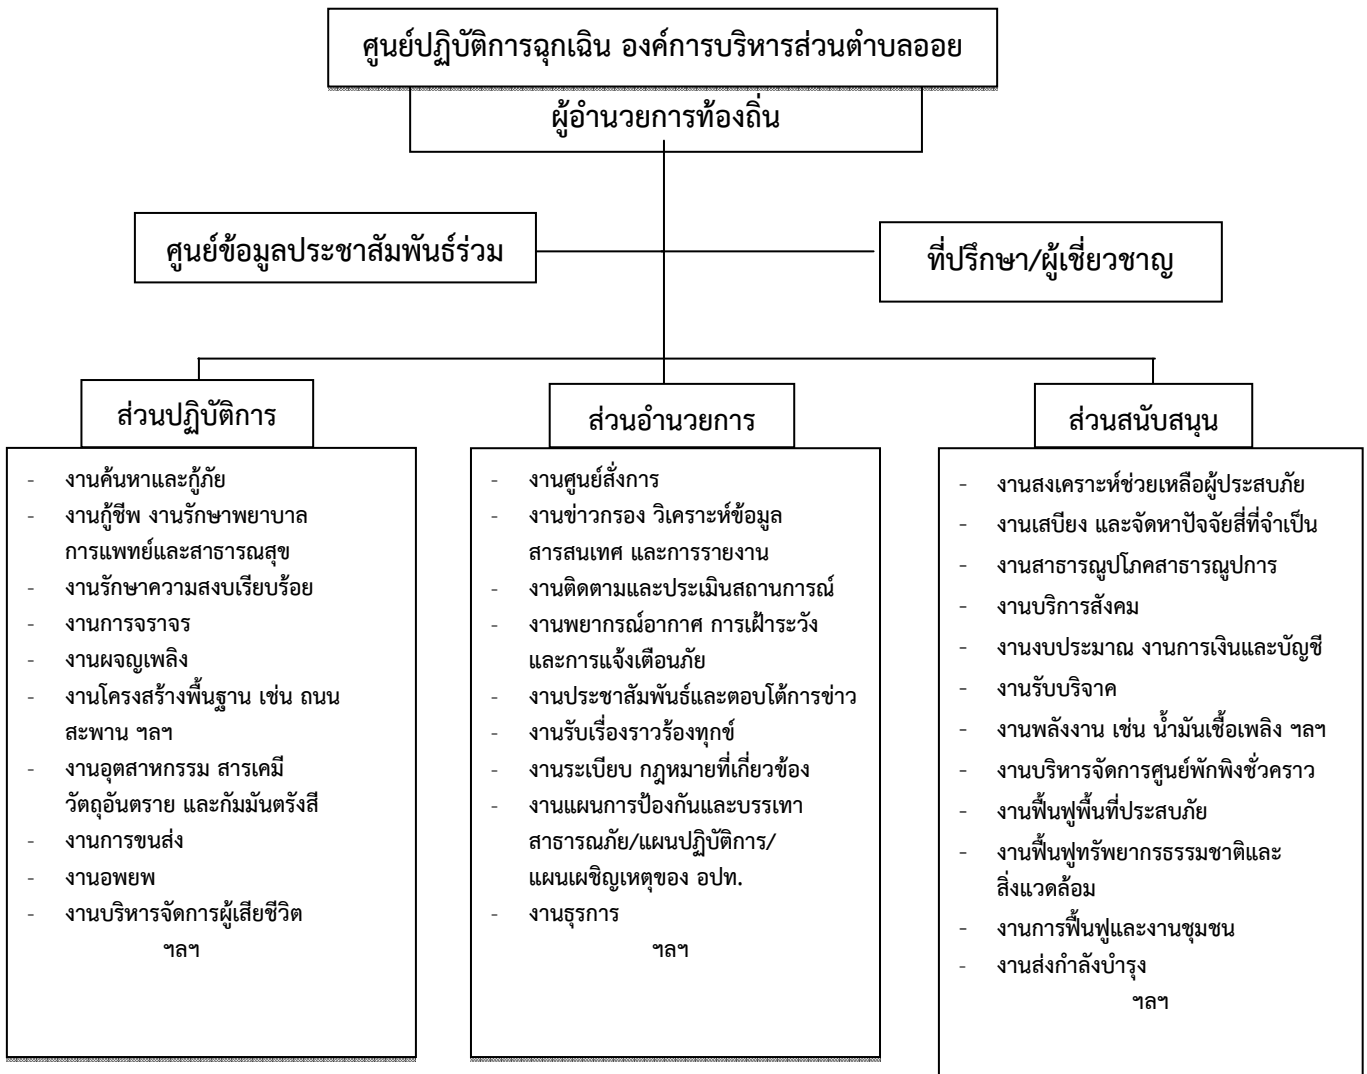 ศูนย์ปฏิบัติการฉุกเฉิน องค์การบริหารส่วนตำบลออย
ผู้อำนวยการท้องถิ่น
ศูนย์ข้อมูลประชาสัมพันธ์ร่วม
ที่ปรึกษา/ผู้เชี่ยวชาญ
ส่วนปฏิบัติการ
- งานค้นหาและกู้ภัย
- งานกู้ชีพ งานรักษาพยาบาล
การแพทย์และสาธารณสุข
- งานรักษาความสงบเรียบร้อย
- งานการจราจร
- งานผจญเพลิง
- งานโครงสร้างพื้นฐาน เช่น ถนน
สะพาน ฯลฯ
- งานอุตสาหกรรม สารเคมี
วัตถุอันตราย และกัมมันตรังสี
- งานการขนส่ง
- งานอพยพ
- งานบริหารจัดการผู้เสียชีวิต
ฯลฯ
ส่วนอำนวยการ
- งานศูนย์สั่งการ
- งานข่าวกรอง วิเคราะห์ข้อมูล
สารสนเทศ และการรายงาน
- งานติดตามและประเมินสถานการณ์
- งานพยากรณ์อากาศ การเฝ้าระวัง
และการแจ้งเตือนภัย
- งานประชาสัมพันธ์และตอบโต้การข่าว
- งานรับเรื่องราวร้องทุกข์
- งานระเบียบ กฎหมายที่เกี่ยวข้อง
- งานแผนการป้องกันและบรรเทา
สาธารณภัย/แผนปฏิบัติการ/
แผนเผชิญเหตุของ อปท.
- งานธุรการ
ฯลฯ
ส่วนสนับสนุน
- งานสงเคราะห์ช่วยเหลือผู้ประสบภัย
- งานเสบียง และจัดหาปัจจัยสี่ที่จำเป็น
- งานสาธารณูปโภคสาธารณูปการ
- งานบริการสังคม
- งานงบประมาณ งานการเงินและบัญชี
- งานรับบริจาค
- งานพลังงาน เช่น น้ำมันเชื้อเพลิง ฯลฯ
- งานบริหารจัดการศูนย์พักพิงชั่วคราว
- งานฟื้นฟูพื้นที่ประสบภัย
- งานฟื้นฟูทรัพยากรธรรมชาติและ
สิ่งแวดล้อม
- งานการฟื้นฟูและงานชุมชน
- งานส่งกำลังบำรุง
ฯลฯ